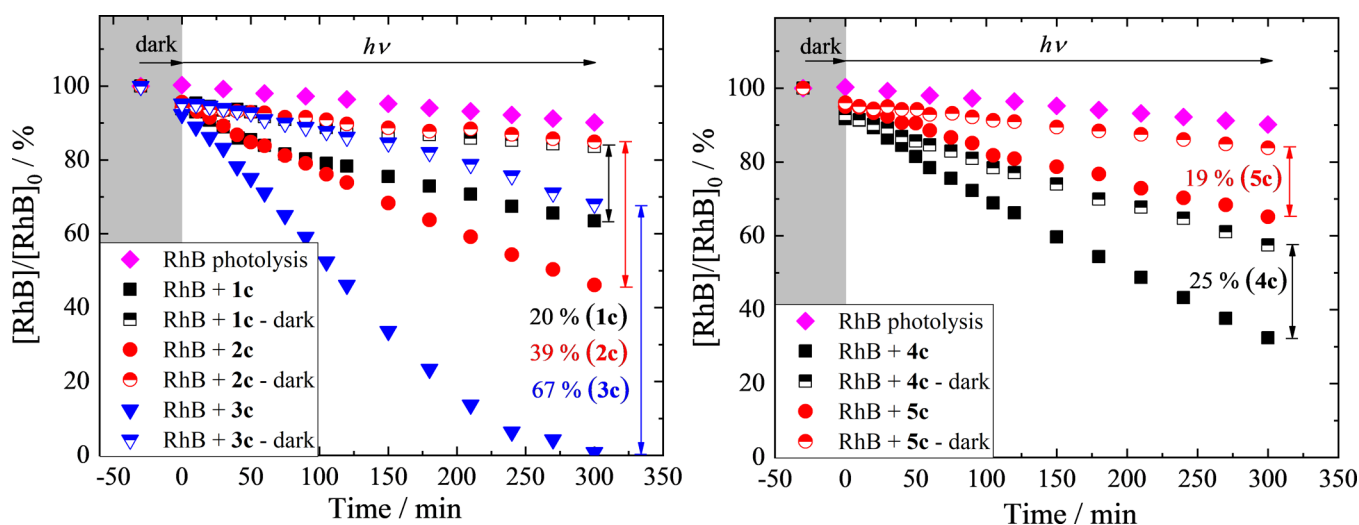 dark
hν
100
80
60
40
20
0
[RhB]/[RhB]0 / %
RhB photolysis
RhB + 1c
RhB + 1c - dark
RhB + 2c
RhB + 2c - dark
RhB + 3c
RhB + 3c - dark
20 % (1c)
39 % (2c)
67 % (3c)
-50 0 50 100 150 200 250 300 350
Time / min
dark
hν
100
80
60
40
20
0
[RhB]/[RhB]0 / %
19 % (5c)
25 % (4c)
RhB photolysis
RhB + 4c
RhB + 4c - dark
RhB + 5c
RhB + 5c - dark
-50 0 50 100 150 200 250 300 350
Time / min